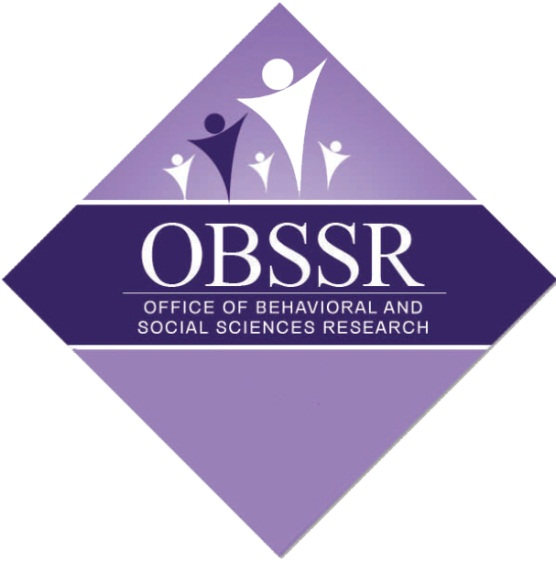 OBSSR
OFFICE OF BEHAVIORAL AND
SOCIAL SCIENCES RESEARCH